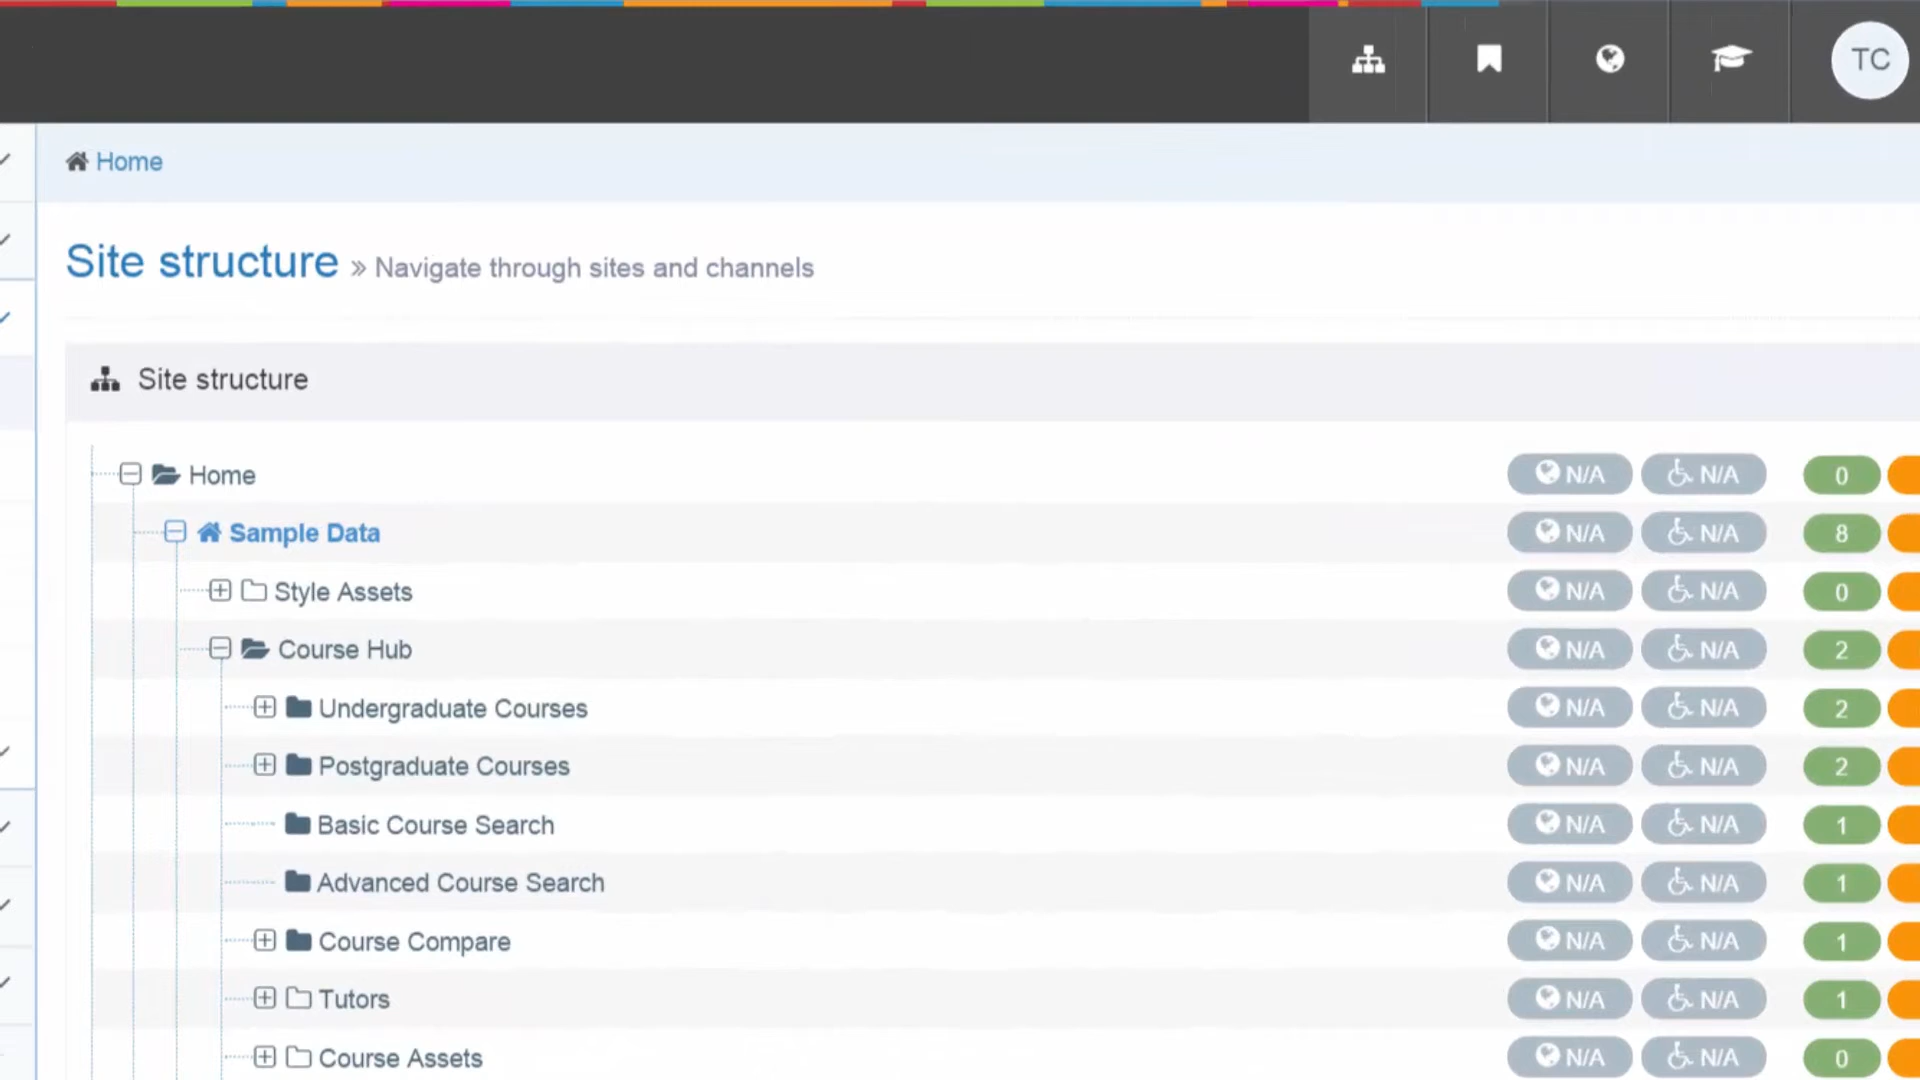 TC
Home
Site structure » Navigate through sites and channels
Site structure
Home N/A N/A 0
Sample Data N/A N/A 8
Style Assets N/A N/A 0
Course Hub N/A N/A 2
Undergraduate Courses N/A N/A 2
Postgraduate Courses N/A N/A 2
Basic Course Search N/A N/A 1
Advanced Course Search N/A N/A 1
Course Compare N/A N/A 1
Tutors N/A N/A 1
Course Assets N/A N/A 0